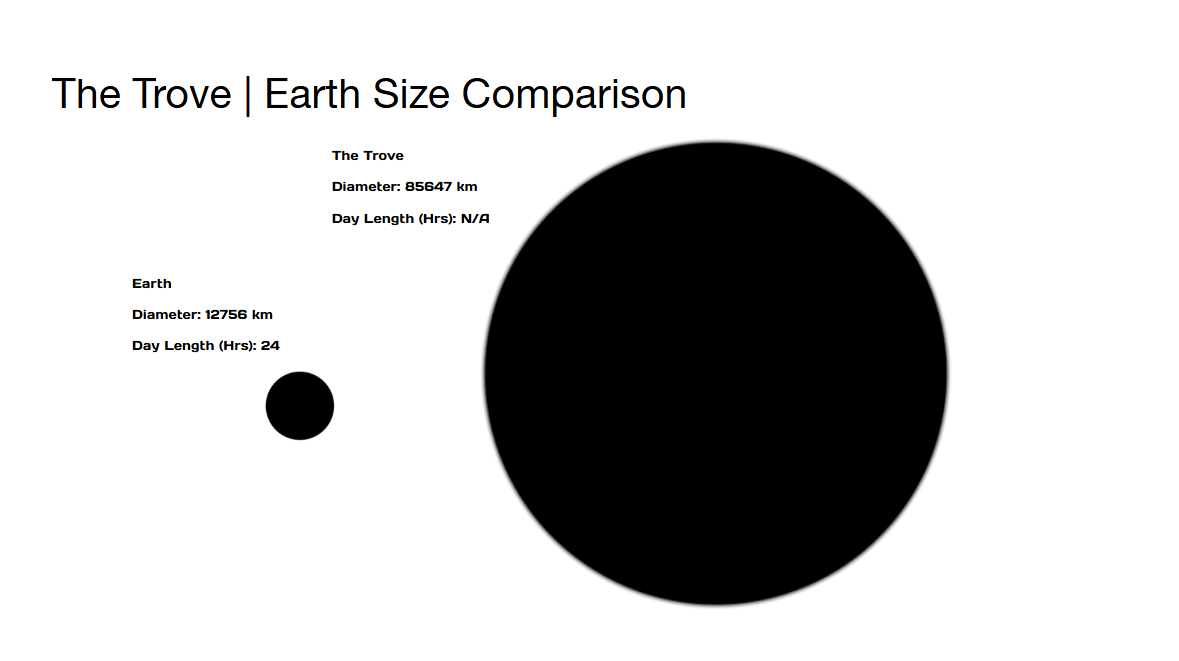 The Trove | Earth Size Comparison
The Trove
Diameter: 85647 km
Day Length (Hrs): N/A
Earth
Diameter: 12756 km
Day Length (Hrs): 24